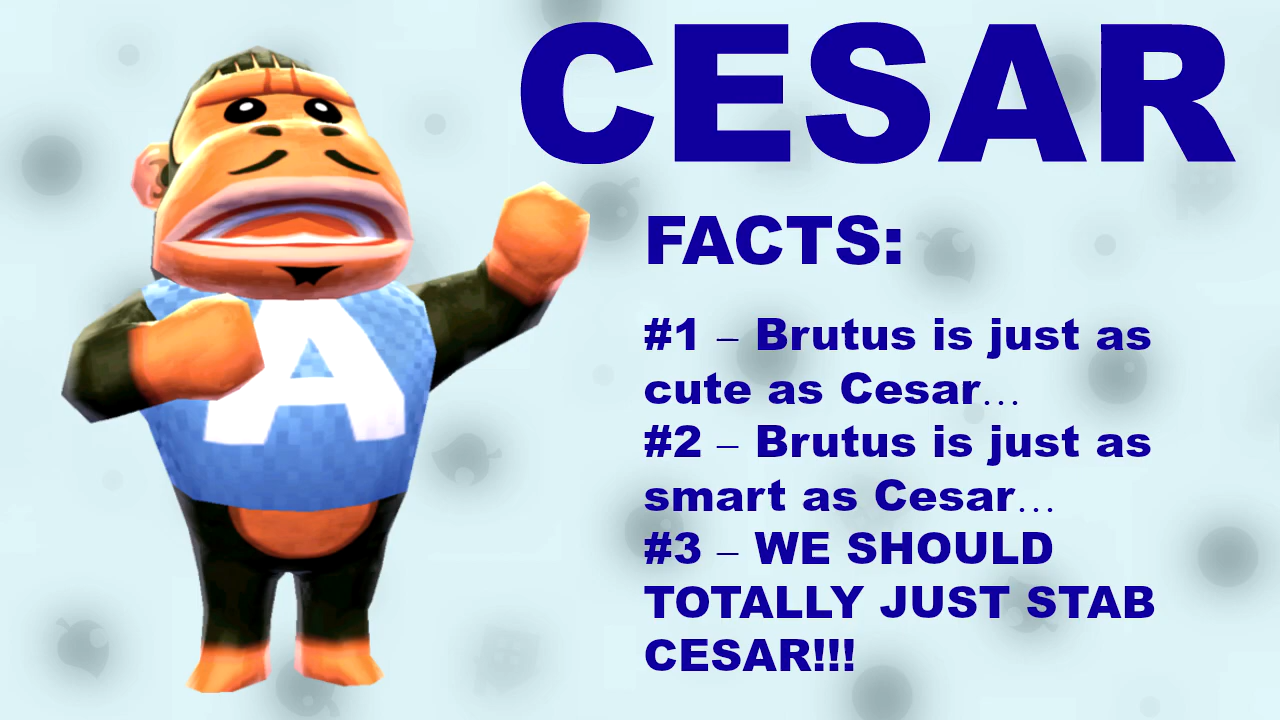 CESAR
FACTS:
#1 – Brutus is just as
cute as Cesar…
#2 – Brutus is just as
smart as Cesar…
#3 – WE SHOULD
TOTALLY JUST STAB
CESAR!!!
A